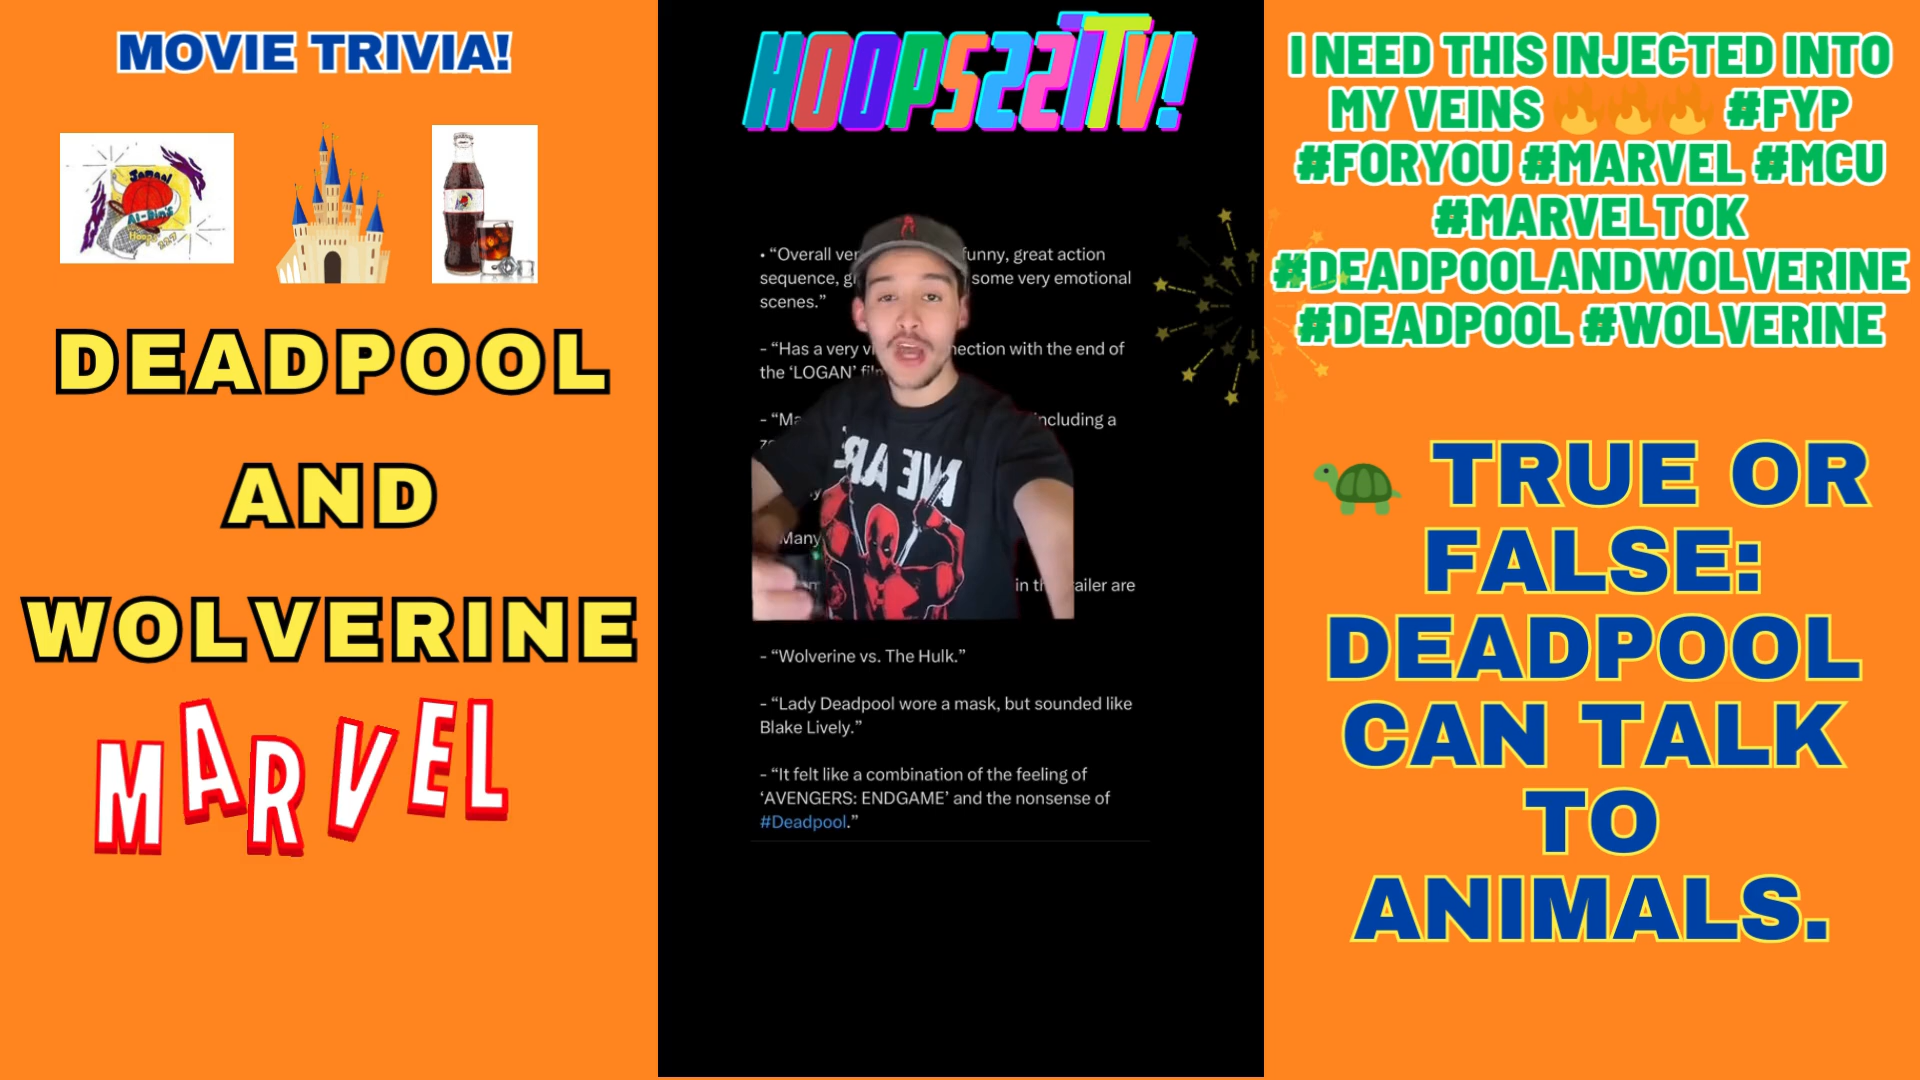 MOVIE TRIVIA!
DEADPOOL
AND
WOLVERINE
MARVEL
HOOPS227TV!
• “Overall ver funny, great action
sequence, some very emotional
scenes.”
- “Has a very with the end of
the ‘LOGAN’
- including a
Many
in are
- “Wolverine vs. The Hulk.”
- “Lady Deadpool wore a mask, but sounded like
Blake Lively.”
- “It felt like a combination of the feeling of
‘AVENGERS: ENDGAME’ and the nonsense of
#Deadpool.”
WE AR
I NEED THIS INJECTED INTO
MY VEINS 🔥🔥🔥 #FYP
#FORYOU #MARVEL #MCU
#MARVELTOK
#DEADPOOLANDWOLVERINE
#DEADPOOL #WOLVERINE
🐢 TRUE OR
FALSE:
DEADPOOL
CAN TALK
TO
ANIMALS.